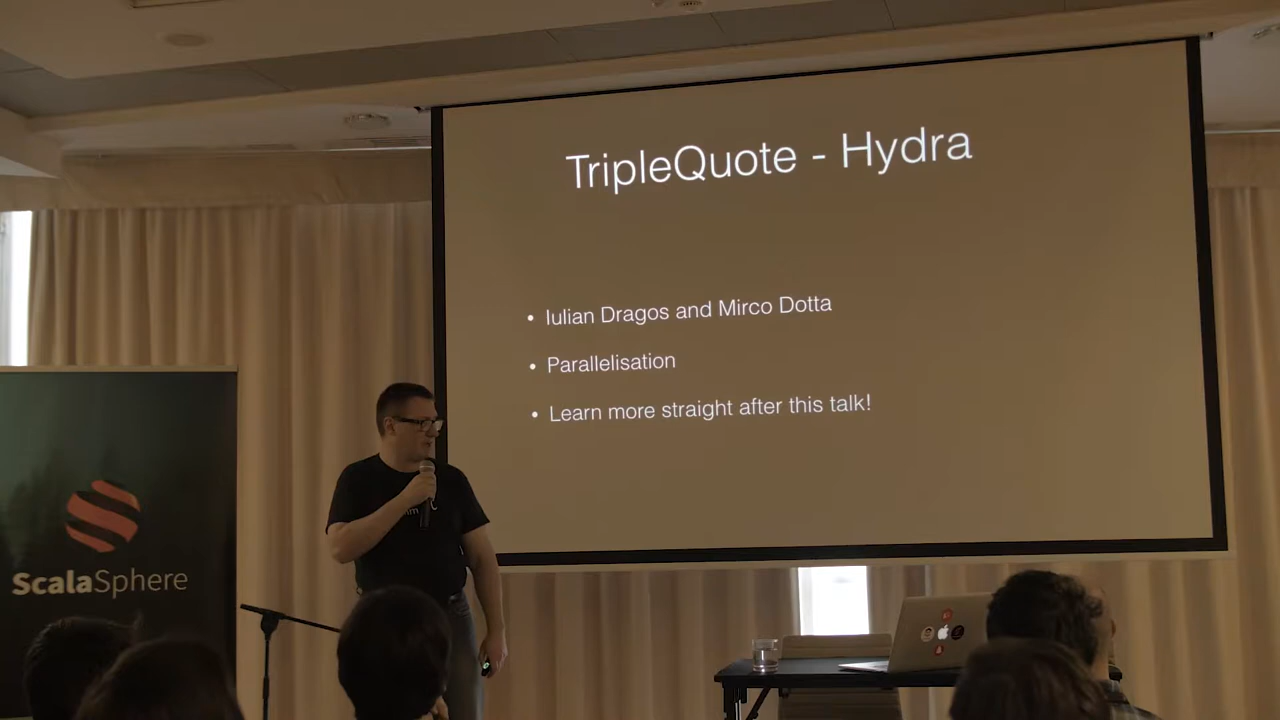 TripleQuote - Hydra
• Iulian Dragos and Mirco Dotta
• Parallelisation
• Learn more straight after this talk!
ScalaSphere